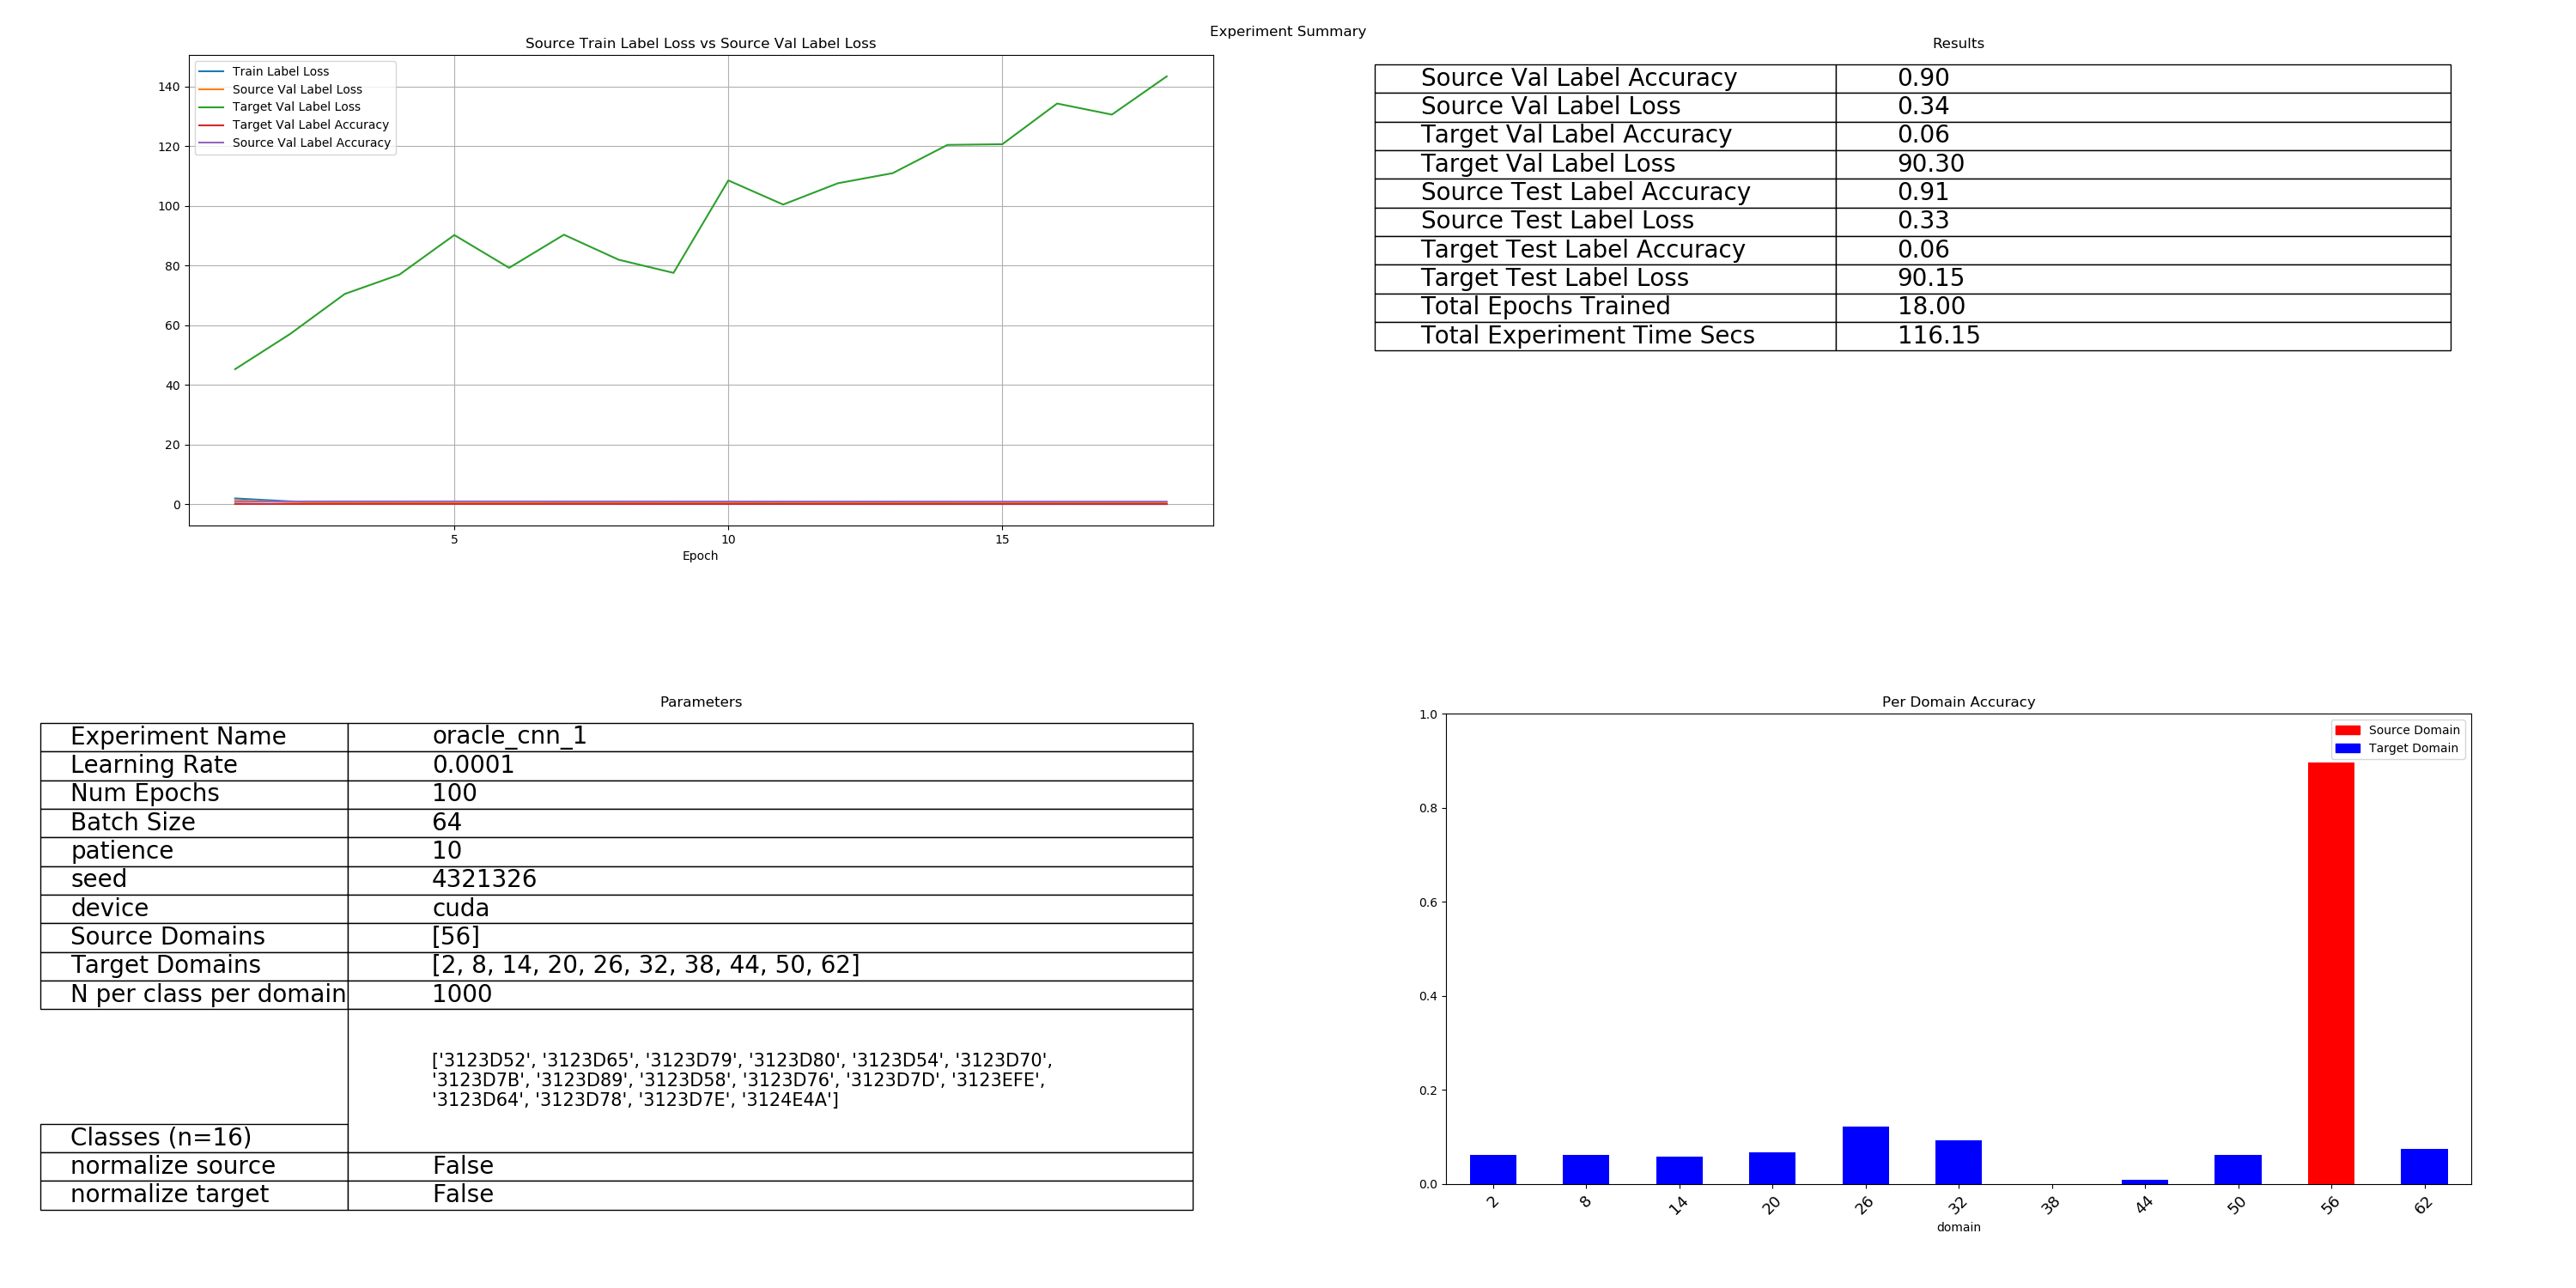 Experiment Summary
Source Train Label Loss vs Source Val Label Loss
Train Label Loss
Source Val Label Loss
Target Val Label Loss
Target Val Label Accuracy
Source Val Label Accuracy
140
120
100
80
60
40
20
0
5 10 15
Epoch
Results
Source Val Label Accuracy 0.90
Source Val Label Loss 0.34
Target Val Label Accuracy 0.06
Target Val Label Loss 90.30
Source Test Label Accuracy 0.91
Source Test Label Loss 0.33
Target Test Label Accuracy 0.06
Target Test Label Loss 90.15
Total Epochs Trained 18.00
Total Experiment Time Secs 116.15
Parameters
Experiment Name oracle_cnn_1
Learning Rate 0.0001
Num Epochs 100
Batch Size 64
patience 10
seed 4321326
device cuda
Source Domains [56]
Target Domains [2, 8, 14, 20, 26, 32, 38, 44, 50, 62]
N per class per domain 1000
['3123D52', '3123D65', '3123D79', '3123D80', '3123D54', '3123D70',
'3123D7B', '3123D89', '3123D58', '3123D76', '3123D7D', '3123EFE',
'3123D64', '3123D78', '3123D7E', '3124E4A']
Classes (n=16)
normalize source False
normalize target False
Per Domain Accuracy
Source Domain
Target Domain
1.0
0.8
0.6
0.4
0.2
0.0
2 8 14 20 26 32 38 44 50 56 62
domain